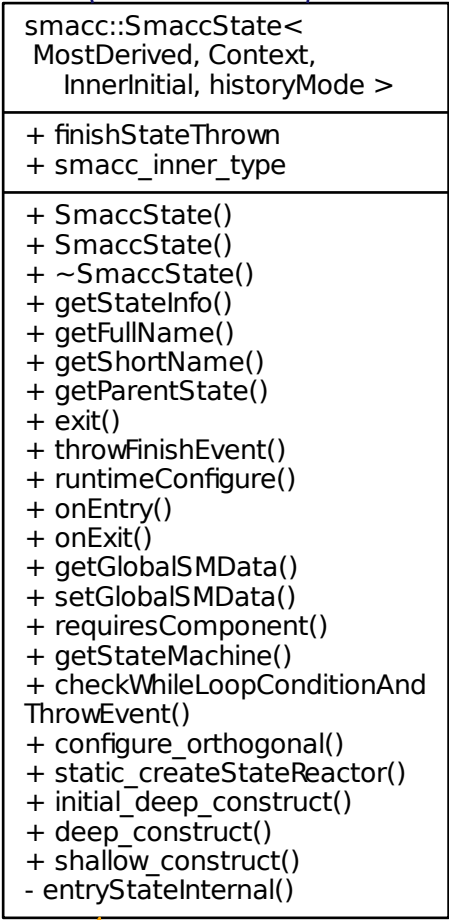 smacc::SmaccState<
MostDerived, Context,
InnerInitial, historyMode >
+ finishStateThrown
+ smacc_inner_type
+ SmaccState()
+ SmaccState()
+ ~SmaccState()
+ getStateInfo()
+ getFullName()
+ getShortName()
+ getParentState()
+ exit()
+ throwFinishEvent()
+ runtimeConfigure()
+ onEntry()
+ onExit()
+ getGlobalSMData()
+ setGlobalSMData()
+ requiresComponent()
+ getStateMachine()
+ checkWhileLoopConditionAnd
ThrowEvent()
+ configure_orthogonal()
+ static_createStateReactor()
+ initial_deep_construct()
+ deep_construct()
+ shallow_construct()
- entryStateInternal()